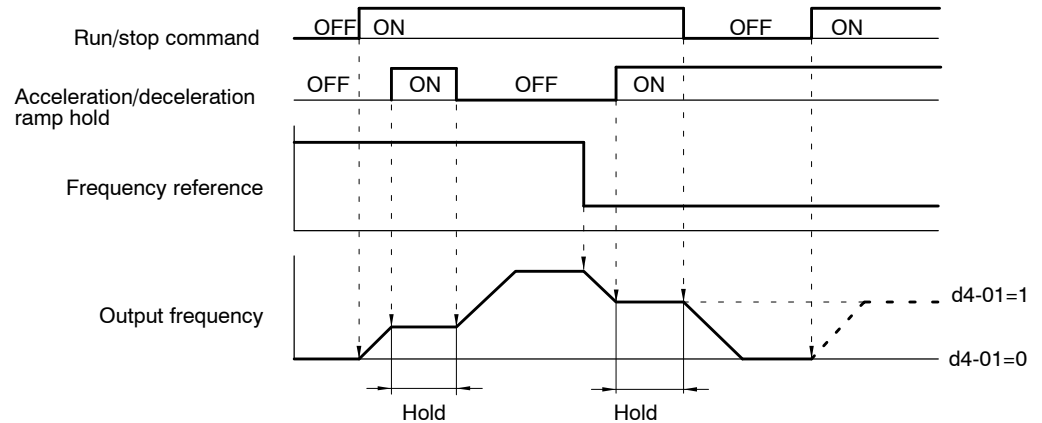 Run/stop command
OFF ON OFF ON
Acceleration/deceleration
ramp hold
OFF ON OFF ON
Frequency reference
Output frequency
d4-01=1
d4-01=0
Hold Hold